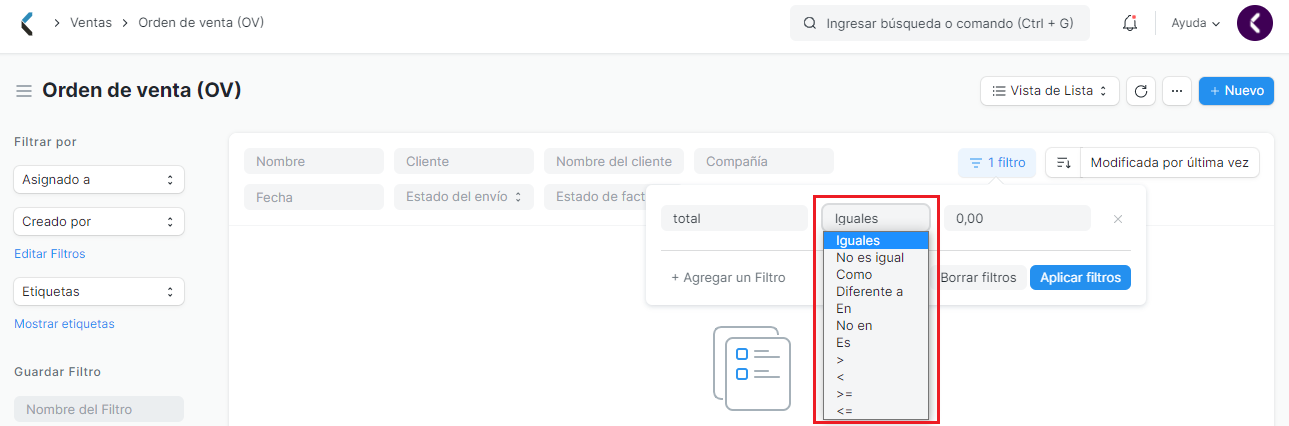 Ventas Orden de venta (OV) Ingresar búsqueda o comando (Ctrl + G) Ayuda
Orden de venta (OV) Vista de Lista ··· + Nuevo
Filtrar por
Asignado a
Creado por
Editar Filtros
Etiquetas
Mostrar etiquetas
Guardar Filtro
Nombre del Filtro
Nombre Cliente Nombre del cliente Compañía 1 filtro Modificada por última vez
Fecha Estado del envío Estado de fact
total Iguales 0,00
+ Agregar un Filtro Borrar filtros Aplicar filtros
Iguales
No es igual
Como
Diferente a
En
No en
Es
>
<
>=
<=